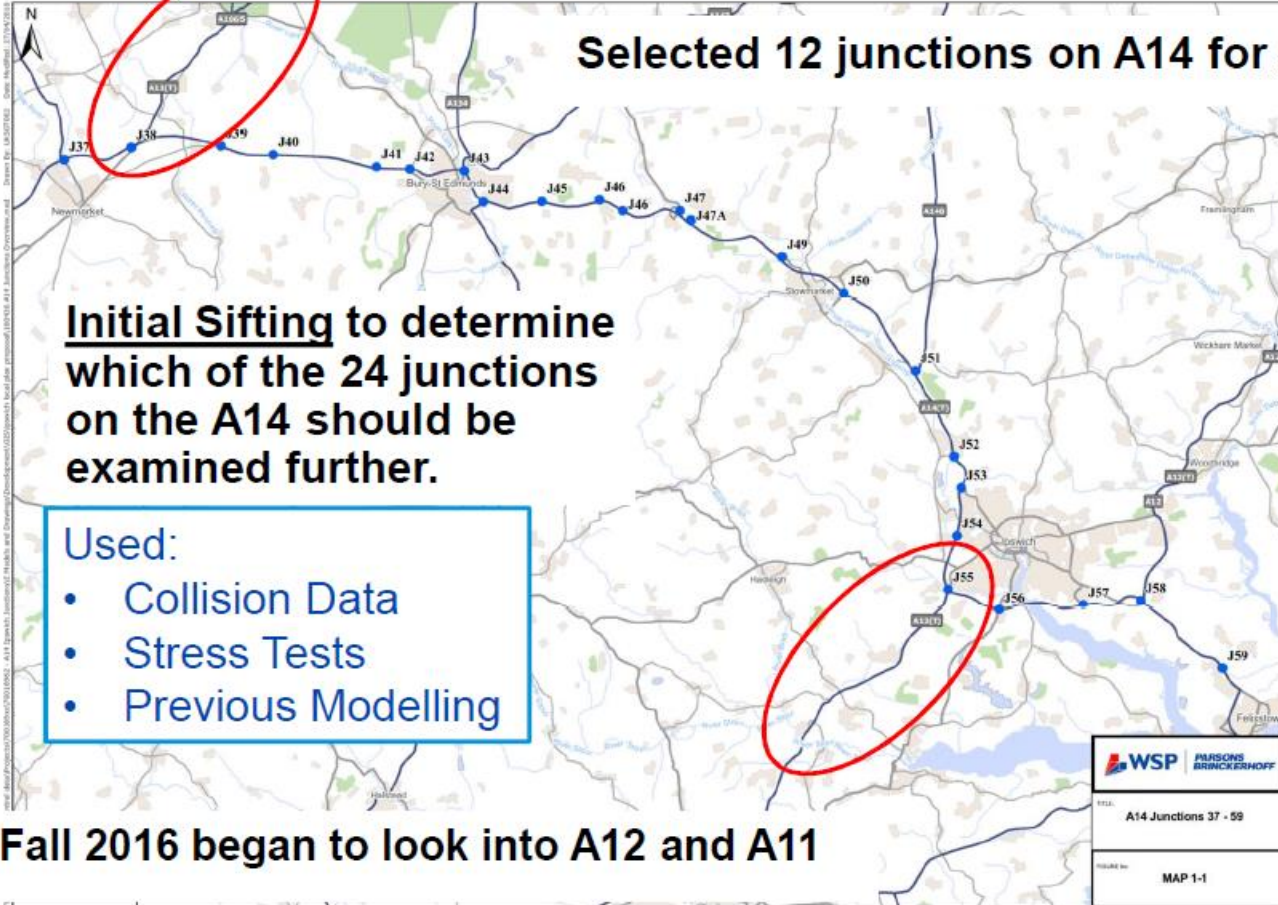 N
A1065
Selected 12 junctions on A14 for
A11(T)
A134
J37
J38
J39
J40
J41
J42
J43
Bury-St Edmunds
J44
J45
J46
J46
J47
J47A
A140
Framlingham
Newmarket
J49
Stowmarket
J50
Initial Sifting to determine
which of the 24 junctions
on the A14 should be
examined further.
Wickham Market
J51
A14(T)
J52
J53
Woodbridge
A12(T)
A12
J54
Ipswich
Used:
• Collision Data
• Stress Tests
• Previous Modelling
Hadleigh
J55
J56
J57
J58
A12(T)
J59
Felixstow
WSP | PARSONS
BRINCKERHOFF
TITLE:
A14 Junctions 37 - 59
Halstead
Fall 2016 began to look into A12 and A11
FIGURE No:
MAP 1-1